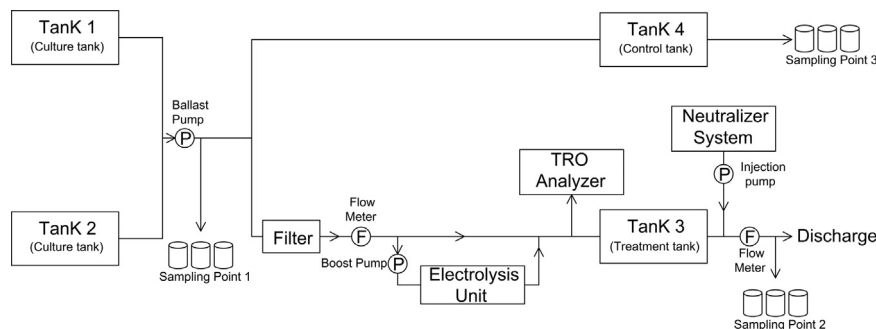 TanK 1
(Culture tank)
TanK 4
(Control tank)
Sampling Point 3
Ballast
Pump
P
Neutralizer
System
TRO
Analyzer
P
Injection
pump
TanK 2
(Culture tank)
Flow
Meter
TanK 3
(Treatment tank)
Filter
F
F
Discharge
Sampling Point 1
Boost Pump
P
Flow
Meter
Electrolysis
Unit
Sampling Point 2